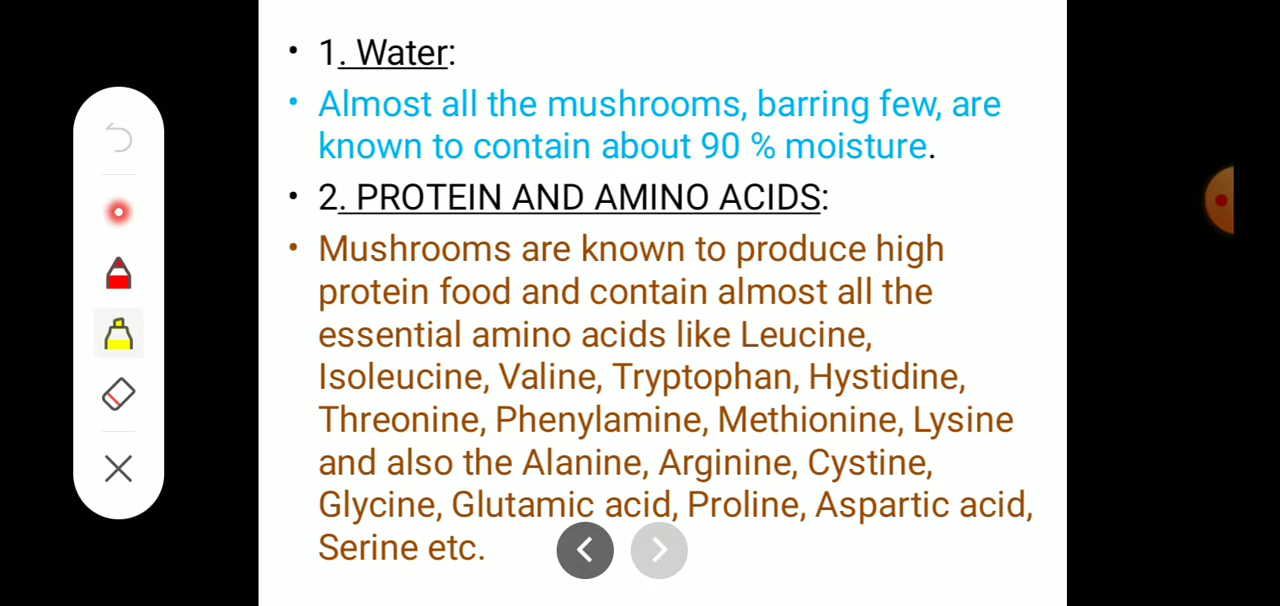 • 1. Water:
• Almost all the mushrooms, barring few, are
known to contain about 90 % moisture.
• 2. PROTEIN AND AMINO ACIDS:
• Mushrooms are known to produce high
protein food and contain almost all the
essential amino acids like Leucine,
Isoleucine, Valine, Tryptophan, Hystidine,
Threonine, Phenylamine, Methionine, Lysine
and also the Alanine, Arginine, Cystine,
Glycine, Glutamic acid, Proline, Aspartic acid,
Serine etc.